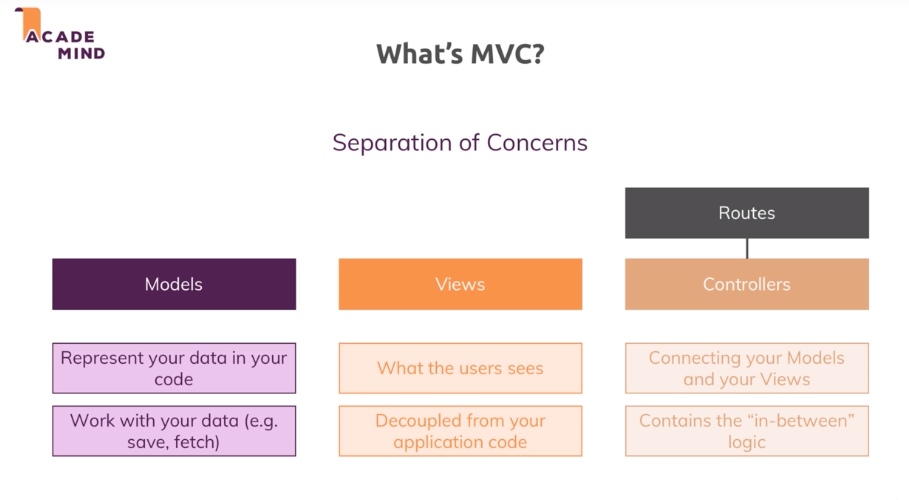 ACADE
MIND
What's MVC?
Separation of Concerns
Routes
Models
Views
Controllers
Represent your data in your
code
What the users sees
Connecting your Models
and your Views
Work with your data (e.g.
save, fetch)
Decoupled from your
application code
Contains the “in-between”
logic